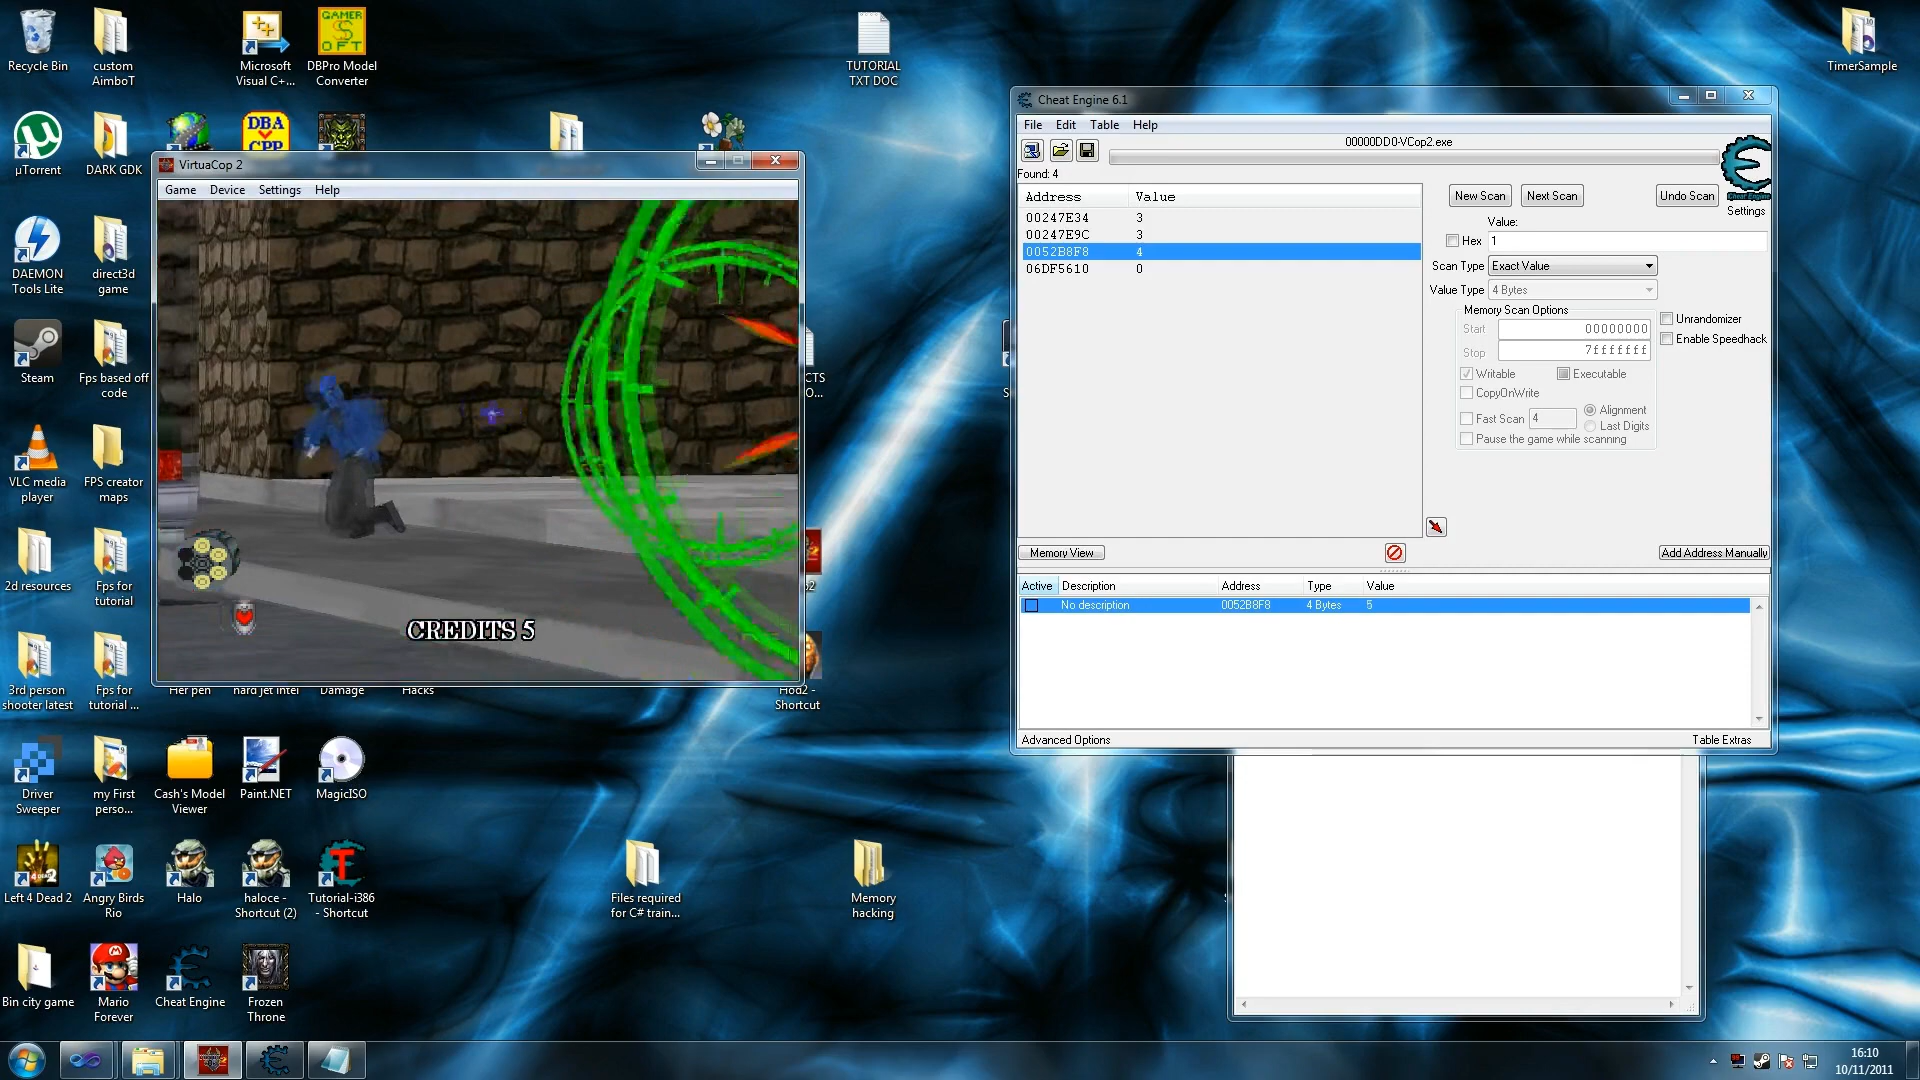 Recycle Bin
custom
AimboT
Microsoft
Visual C+...
GAMER
$
OFT
DBPro Model
Converter
TUTORIAL
TXT DOC
TimerSample
µTorrent
DARK GDK
DBA
CPP
DAEMON
Tools Lite
direct3d
game
Steam
Fps based off
code
VLC media
player
FPS creator
maps
2d resources
Fps for
tutorial
3rd person
shooter latest
Fps for
tutorial ...
Her pen
hard jet intel
Damage
Hacks
Hod2 -
Shortcut
Driver
Sweeper
my First
perso...
Cash's Model
Viewer
Paint.NET
MagicISO
Left 4 Dead 2
Angry Birds
Rio
Halo
haloce -
Shortcut (2)
Tutorial-i386
- Shortcut
Files required
for C# train...
Memory
hacking
Bin city game
Mario
Forever
Cheat Engine
Frozen
Throne
VirtuaCop 2
Game Device Settings Help
CREDITS 5
Cheat Engine 6.1
File Edit Table Help
00000DD0-VCop2.exe
Found: 4
Address Value
00247E34 3
00247E9C 3
0052B8F8 4
06DF5610 0
New Scan Next Scan Undo Scan
Settings
Value:
Hex 1
Scan Type Exact Value
Value Type 4 Bytes
Memory Scan Options
Start 00000000
Stop 7fffffff
Unrandomizer
Enable Speedhack
Writable Executable
CopyOnWrite
Fast Scan 4 Alignment
Last Digits
Pause the game while scanning
Memory View Add Address Manually
Active Description Address Type Value
No description 0052B8F8 4 Bytes 5
Advanced Options Table Extras
16:10
10/11/2011